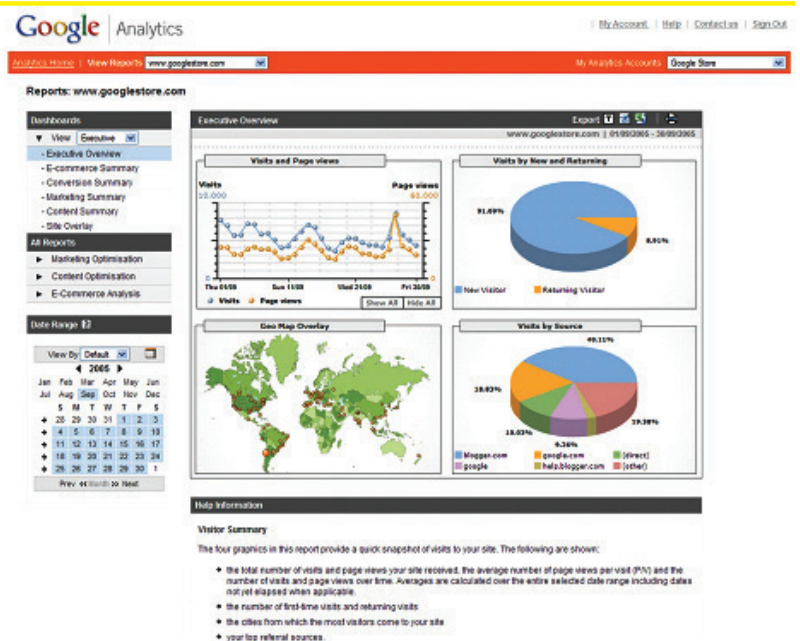 Google Analytics
My Account | Help | Contact us | Sign Out
Analytics Home | View Reports www.googlestore.com
My Analytics Accounts Google Store
Reports: www.googlestore.com
Dashboards
View Executive
- Executive Overview
- E-commerce Summary
- Conversion Summary
- Marketing Summary
- Content Summary
- Site Overlay
All Reports
Marketing Optimisation
Content Optimisation
E-Commerce Analysis
Date Range
View By Default
2005
Jan Feb Mar Apr May Jun
Jul Aug Sep Oct Nov Dec
S M T W T F S
28 29 30 31 1 2 3
4 5 6 7 8 9 10
11 12 13 14 15 16 17
18 19 20 21 22 23 24
25 26 27 28 29 30 1
Prev << Month >> Next
Executive Overview
Export
www.googlestore.com | 01/09/2005 - 30/09/2005
Visits and Page views
Visits Page views
10,000 60,000
0 0
Thu 01/09 Sun 11/09 Wed 21/09 Fri 30/09
Visits Page views
Show All Hide All
Visits by New and Returning
91.09%
8.91%
New Visitor Returning Visitor
Geo Map Overlay
Visits by Source
19.38%
blogger.com google.com (direct)
google help.blogger.com (other)
Help Information
Visitor Summary
The four graphics in this report provide a quick snapshot of visits to your site. The following are shown:
the total number of visits and page views your site received, the average number of page views per visit (P/V) and the
number of visits and page views over time. Averages are calculated over the entire selected date range including dates
not yet elapsed when applicable.
the number of first-time visits and returning visits
the cities from which the most visitors come to your site
your top referral sources.